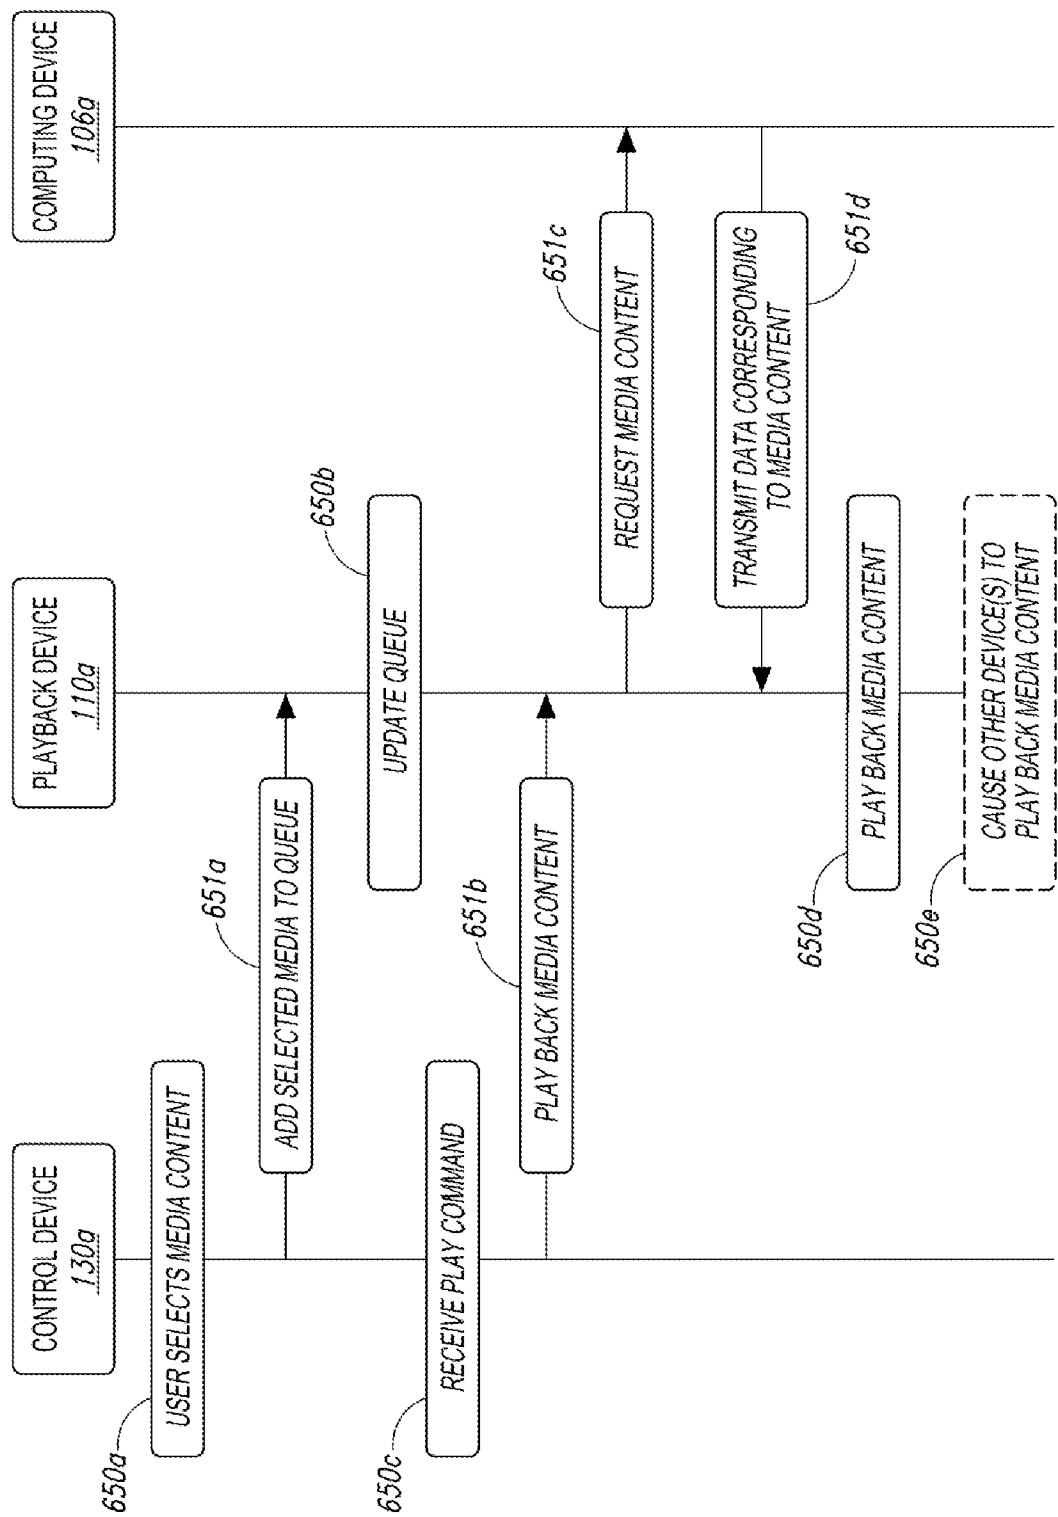 CONTROL DEVICE
130a
PLAYBACK DEVICE
110a
COMPUTING DEVICE
106a
650a
USER SELECTS MEDIA CONTENT
651a
ADD SELECTED MEDIA TO QUEUE
650b
UPDATE QUEUE
650c
RECEIVE PLAY COMMAND
651b
PLAY BACK MEDIA CONTENT
651c
REQUEST MEDIA CONTENT
651d
TRANSMIT DATA CORRESPONDING
TO MEDIA CONTENT
650d
PLAY BACK MEDIA CONTENT
650e
CAUSE OTHER DEVICE(S) TO
PLAY BACK MEDIA CONTENT